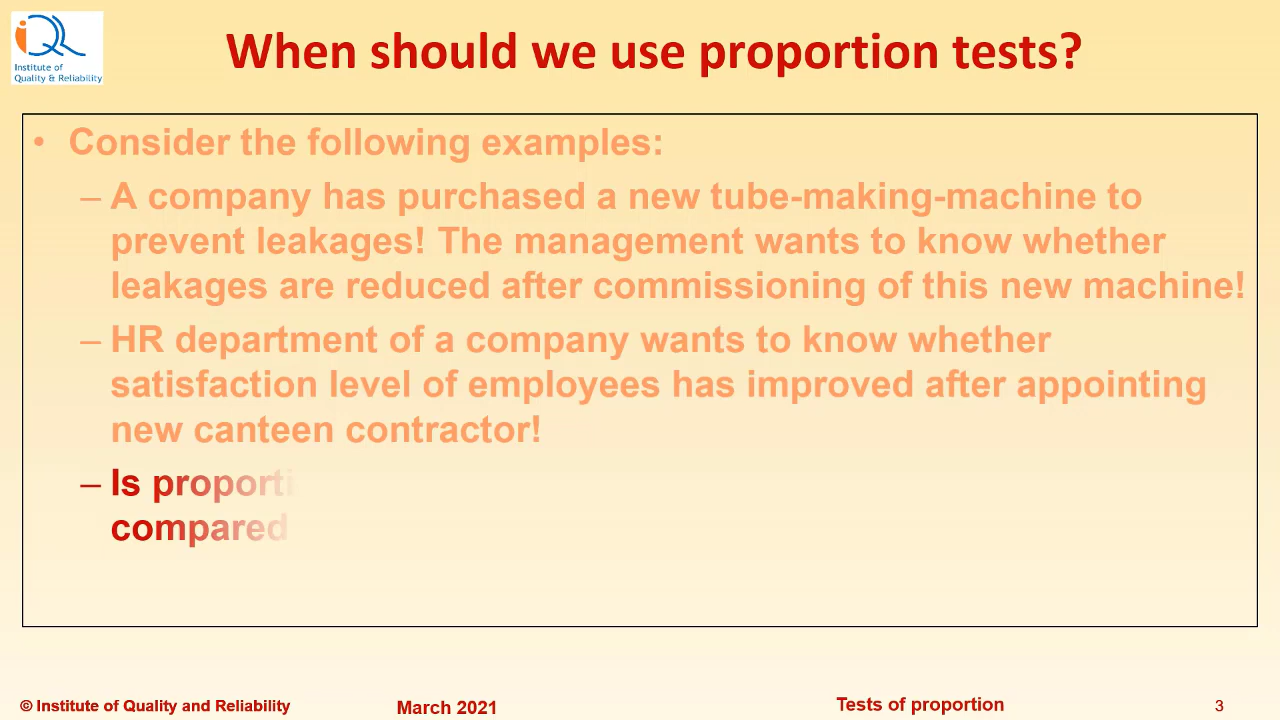 iQR
Institute of
Quality & Reliability
When should we use proportion tests?
• Consider the following examples:
– A company has purchased a new tube-making-machine to
prevent leakages! The management wants to know whether
leakages are reduced after commissioning of this new machine!
– HR department of a company wants to know whether
satisfaction level of employees has improved after appointing
new canteen contractor!
– Is
compared
© Institute of Quality and Reliability
March 2021
Tests of proportion
3